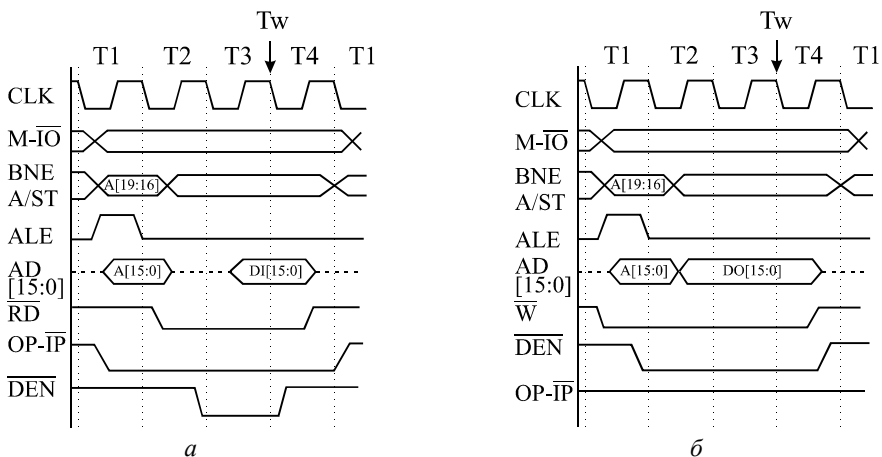 Tw
T1 T2 T3 T4 T1
CLK
M-IO
BNE
A/ST
A[19:16]
ALE
AD
[15:0]
A[15:0] DI[15:0]
RD
OP-IP
DEN
а
Tw
T1 T2 T3 T4 T1
CLK
M-IO
BNE
A/ST
A[19:16]
ALE
AD
[15:0]
A[15:0] DO[15:0]
W
DEN
OP-IP
б